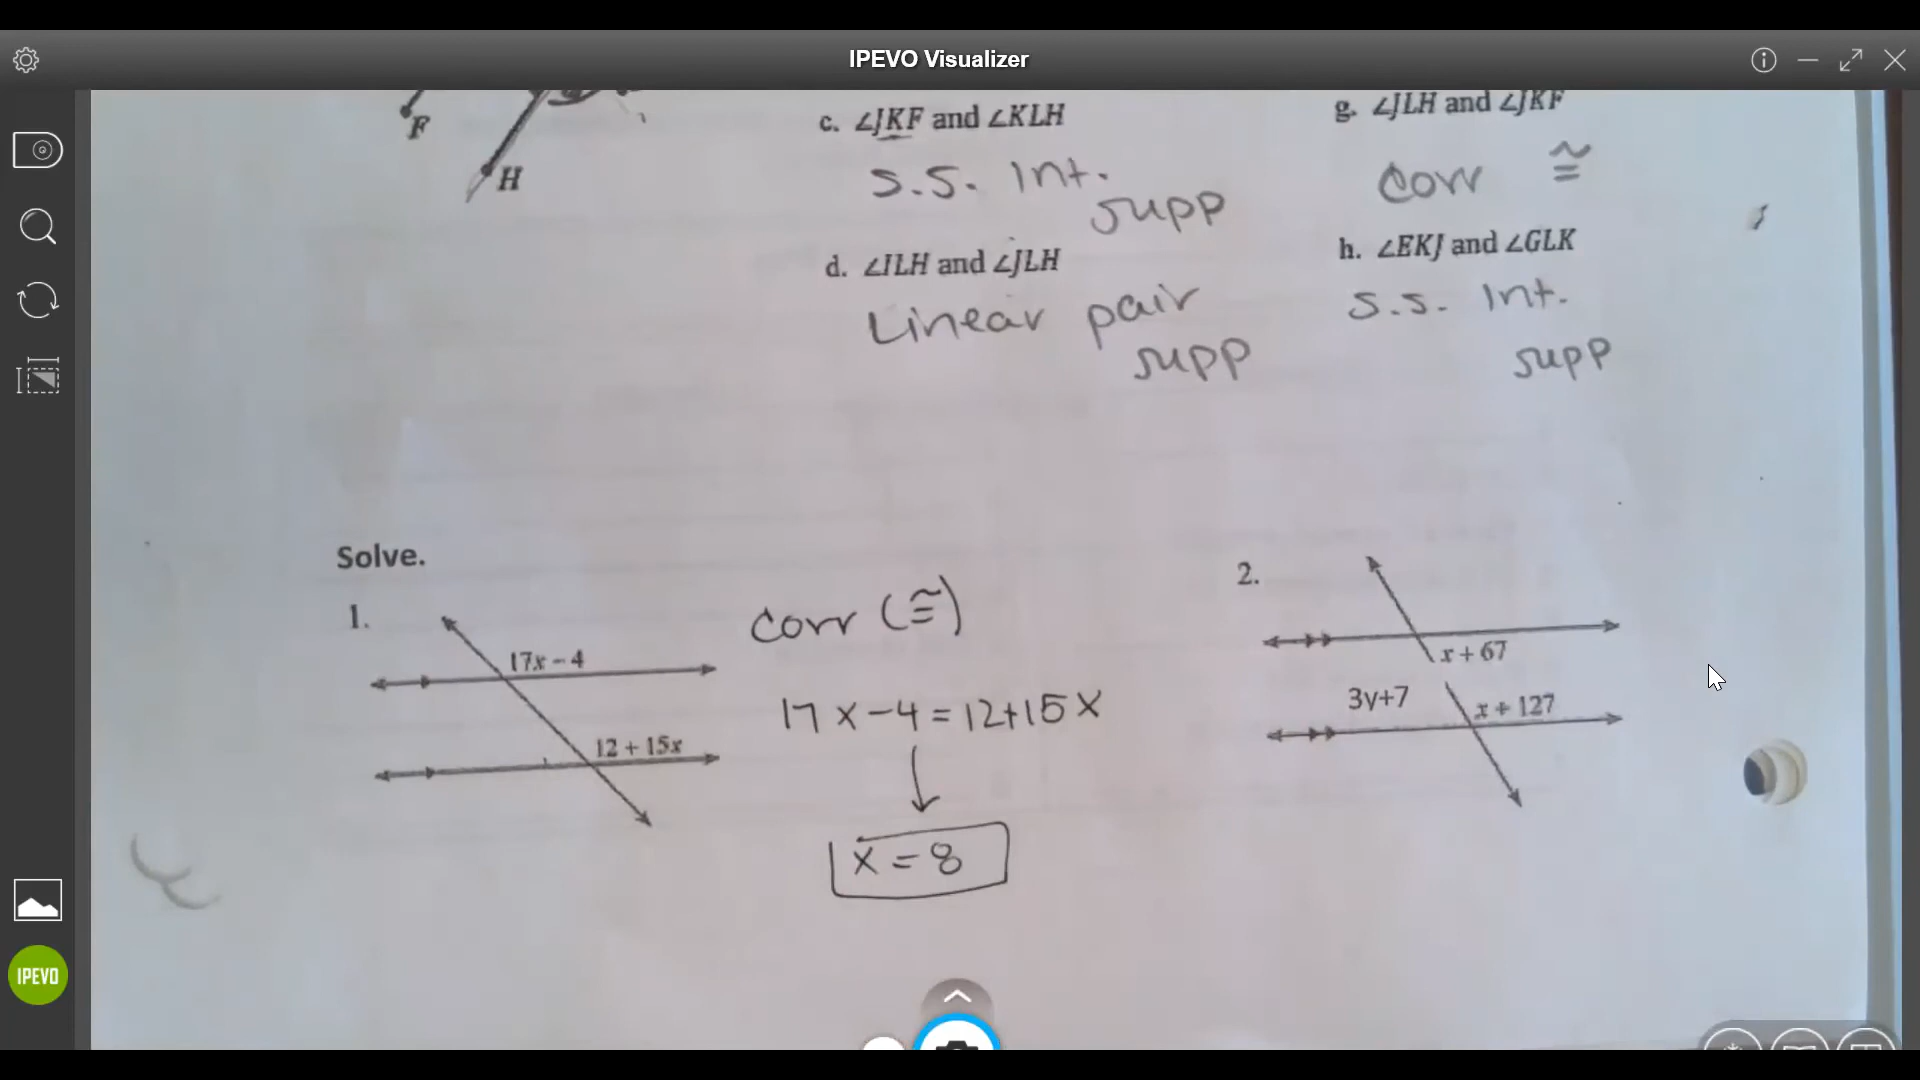 IPEVO Visualizer
F
H
c. ∠JKF and ∠KLH
s.s. Int.
supp
g. ∠JLH and ∠JKF
Corr ≅
d. ∠ILH and ∠JLH
Linear pair
supp
h. ∠EKJ and ∠GLK
s.s. Int.
supp
Solve.
1.
17x – 4
12 + 15x
Corr (≅)
17x-4=12+15x
x = 8
2.
x + 67
3y+7
x + 127
IPEVO